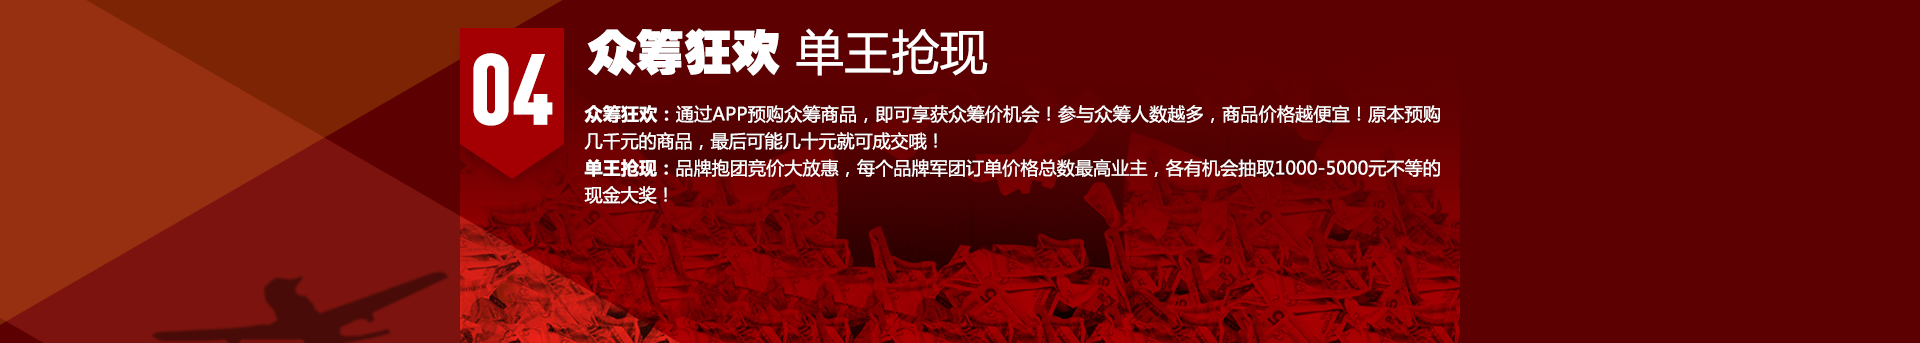 04
众筹狂欢 单王抢现
众筹狂欢：通过APP预购众筹商品，即可享获众筹价机会！参与众筹人数越多，商品价格越便宜！原本预购
几千元的商品，最后可能几十元就可成交哦！
单王抢现：品牌抱团竞价大放惠，每个品牌军团订单价格总数最高业主，各有机会抽取1000-5000元不等的
现金大奖！